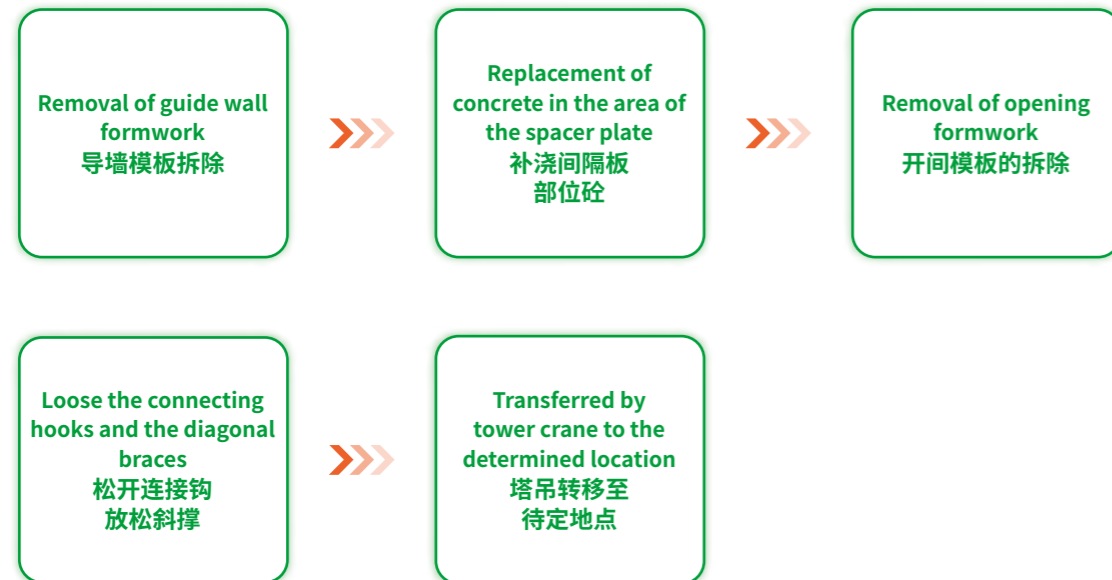 Removal of guide wall
formwork
导墙模板拆除
Replacement of
concrete in the area of
the spacer plate
补浇间隔板
部位砼
Removal of opening
formwork
开间模板的拆除
Loose the connecting
hooks and the diagonal
braces
松开连接钩
放松斜撑
Transferred by
tower crane to the
determined location
塔吊转移至
待定地点